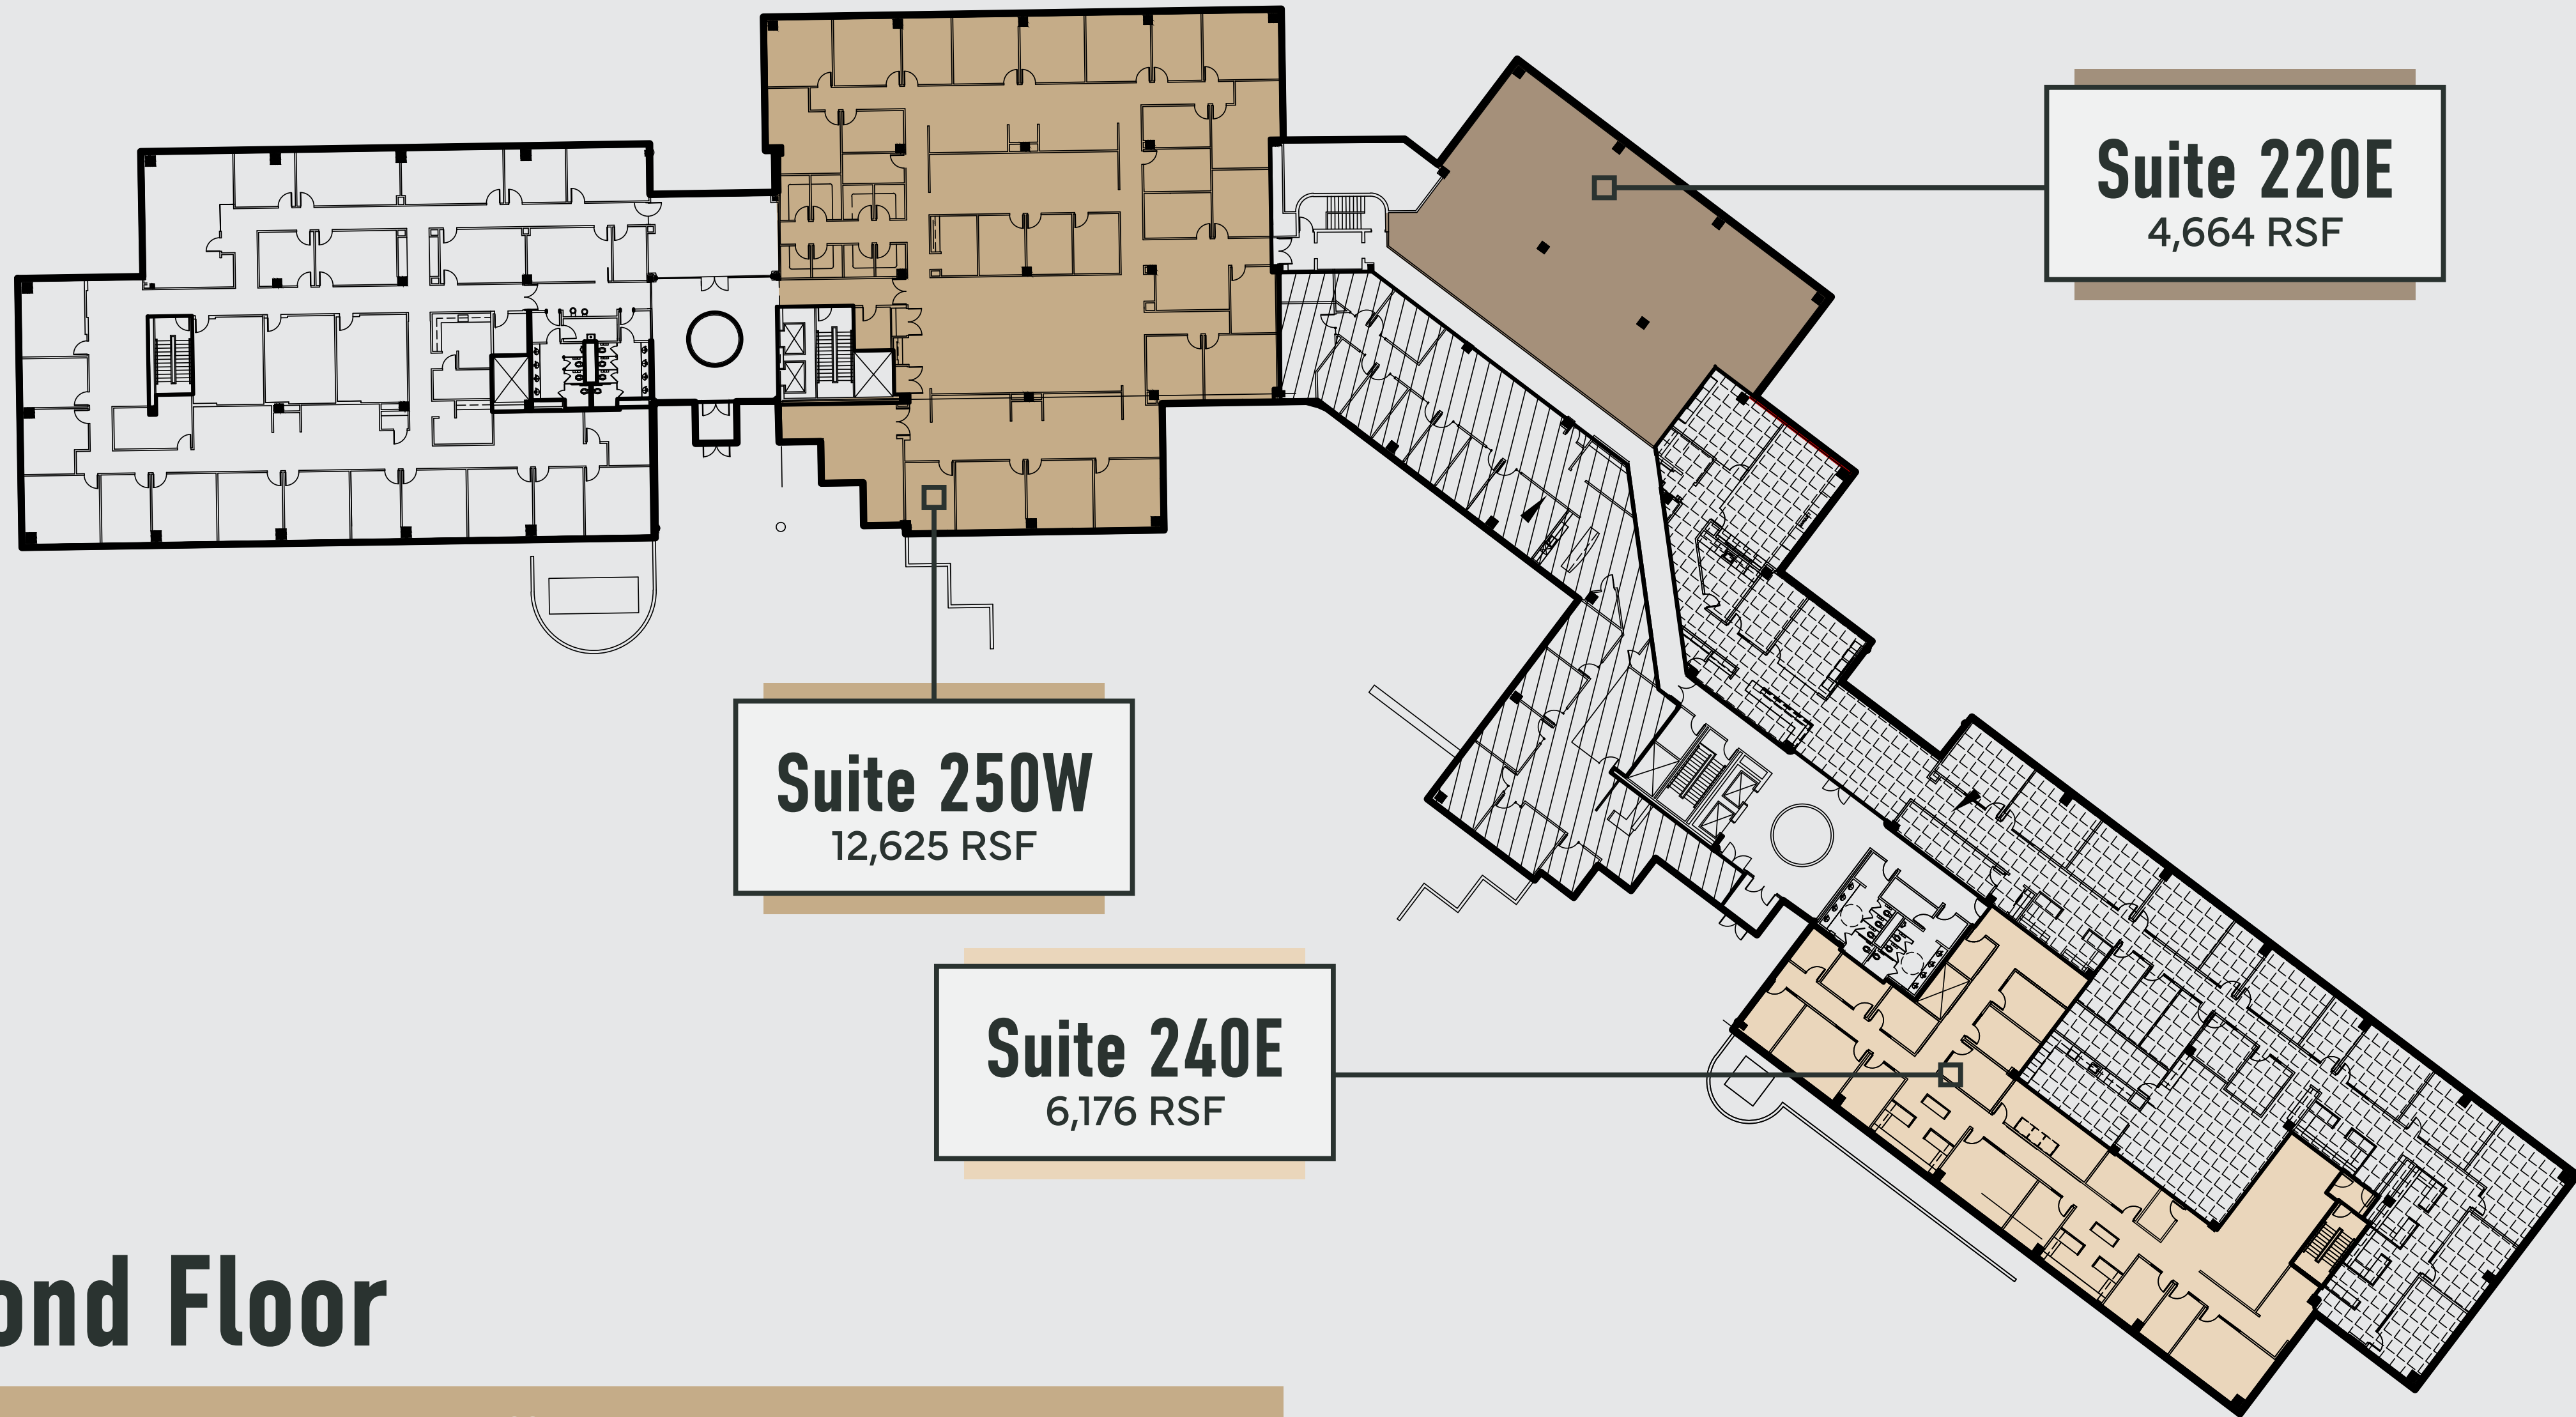 Suite 220E
4,664 RSF
Suite 250W
12,625 RSF
Suite 240E
6,176 RSF
ond Floor